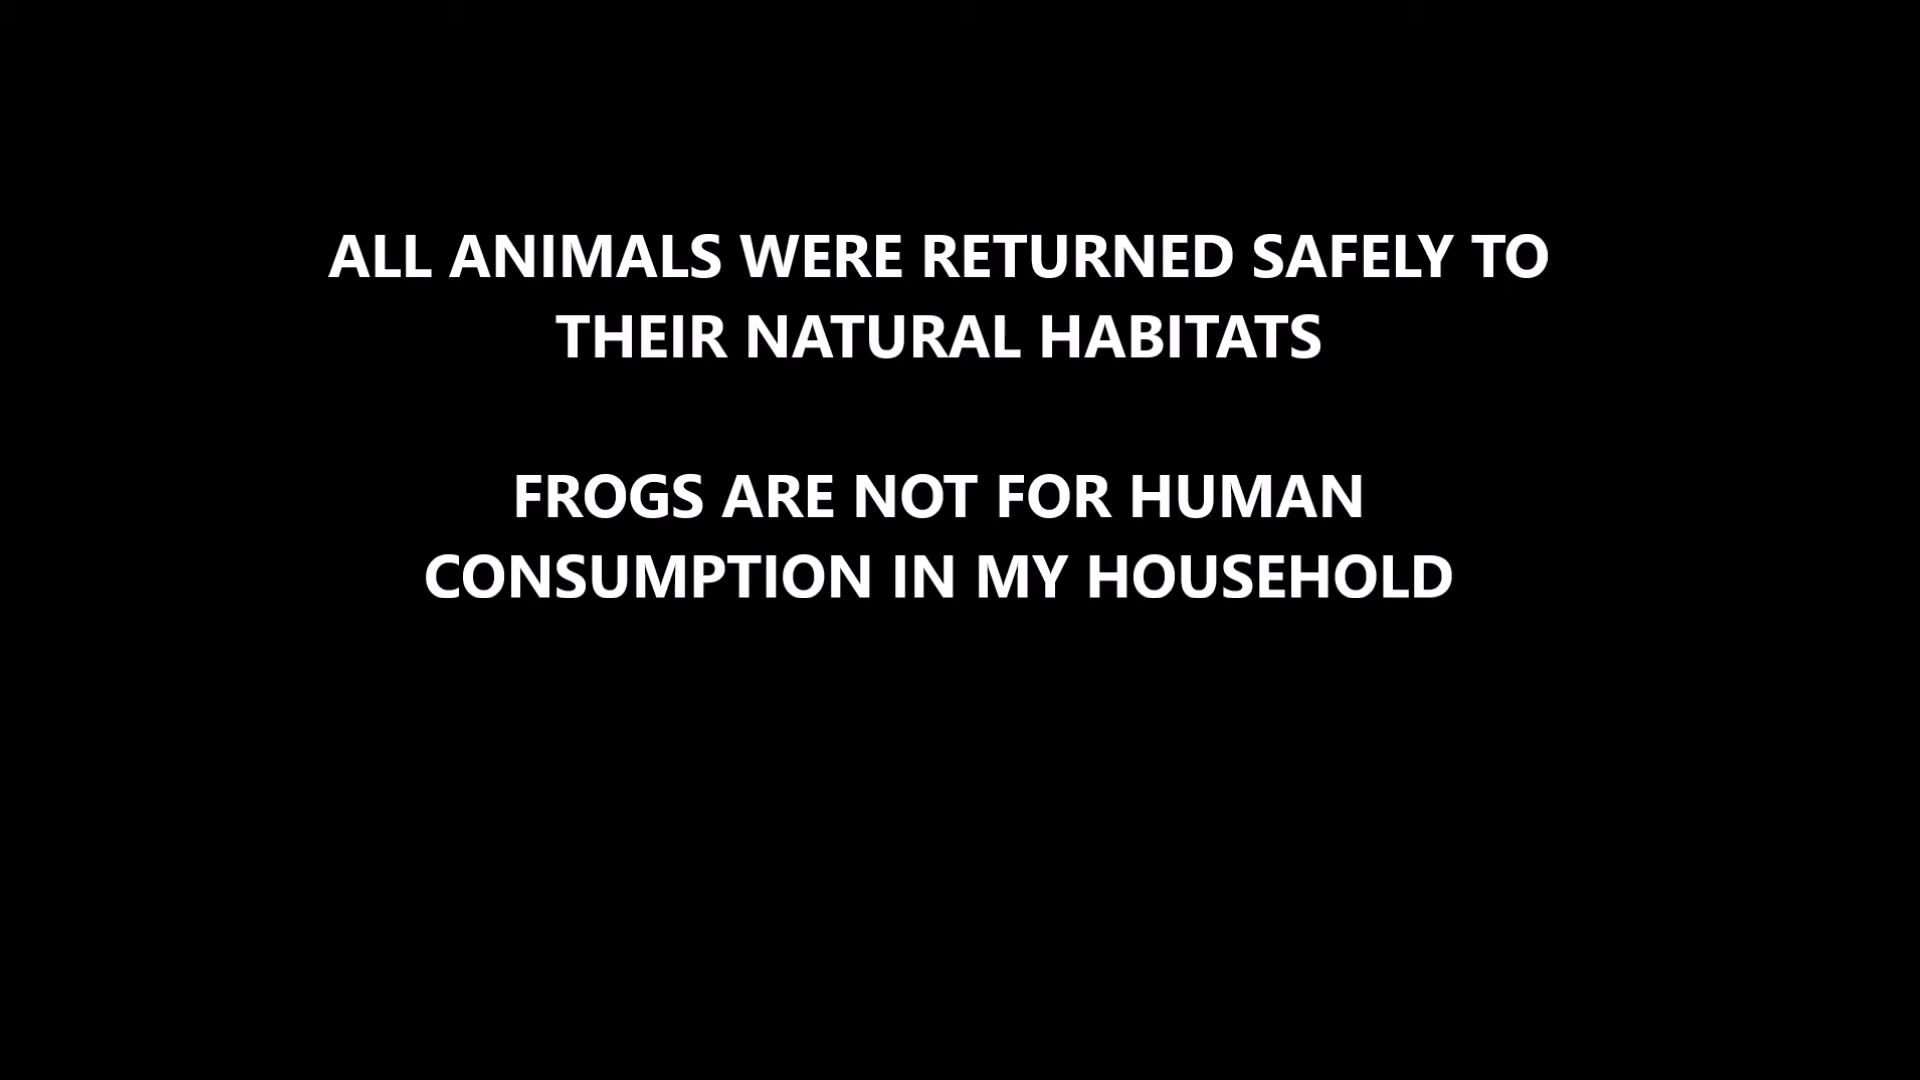 ALL ANIMALS WERE RETURNED SAFELY TO
THEIR NATURAL HABITATS
FROGS ARE NOT FOR HUMAN
CONSUMPTION IN MY HOUSEHOLD